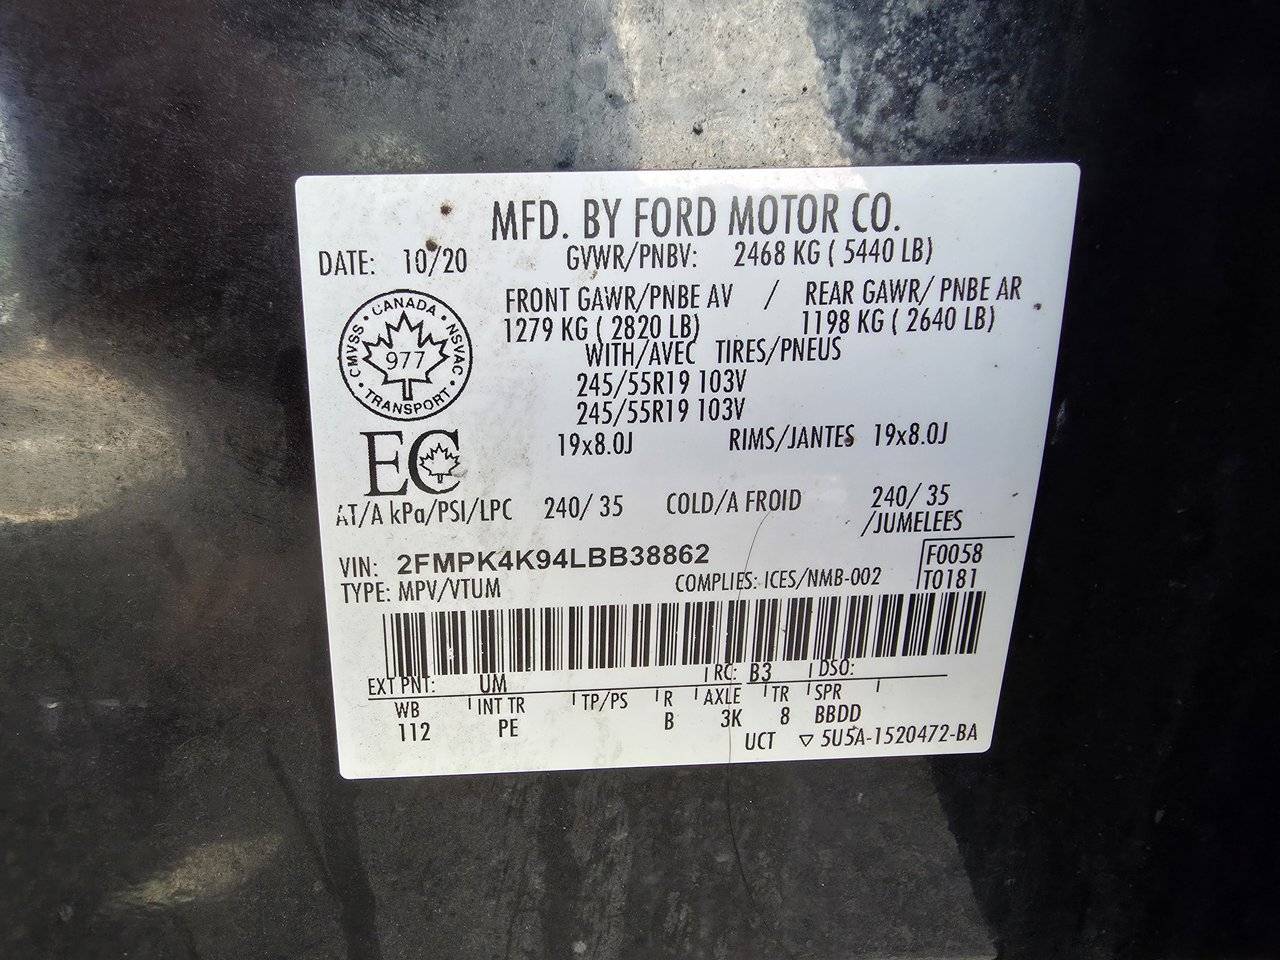 MFD. BY FORD MOTOR CO.
DATE: 10/20 GVWR/PNBV: 2468 KG ( 5440 LB)
FRONT GAWR/PNBE AV / REAR GAWR/ PNBE AR
1279 KG ( 2820 LB) 1198 KG ( 2640 LB)
WITH/AVEC TIRES/PNEUS
CANADA
CMVSS NSVAC
977
TRANSPORT
245/55R19 103V
245/55R19 103V
19x8.0J RIMS/JANTES 19x8.0J
EC
AT/A kPa/PSI/LPC 240/ 35 COLD/A FROID 240/ 35
/JUMELEES
VIN: 2FMPK4K94LBB38862 F0058
TYPE: MPV/VTUM COMPLIES: ICES/NMB-002 T0181
EXT PNT: UM RC: B3 DSO:
WB INT TR TP/PS R AXLE TR SPR
112 PE B 3K 8 BBDD
UCT ▽ 5U5A-1520472-BA